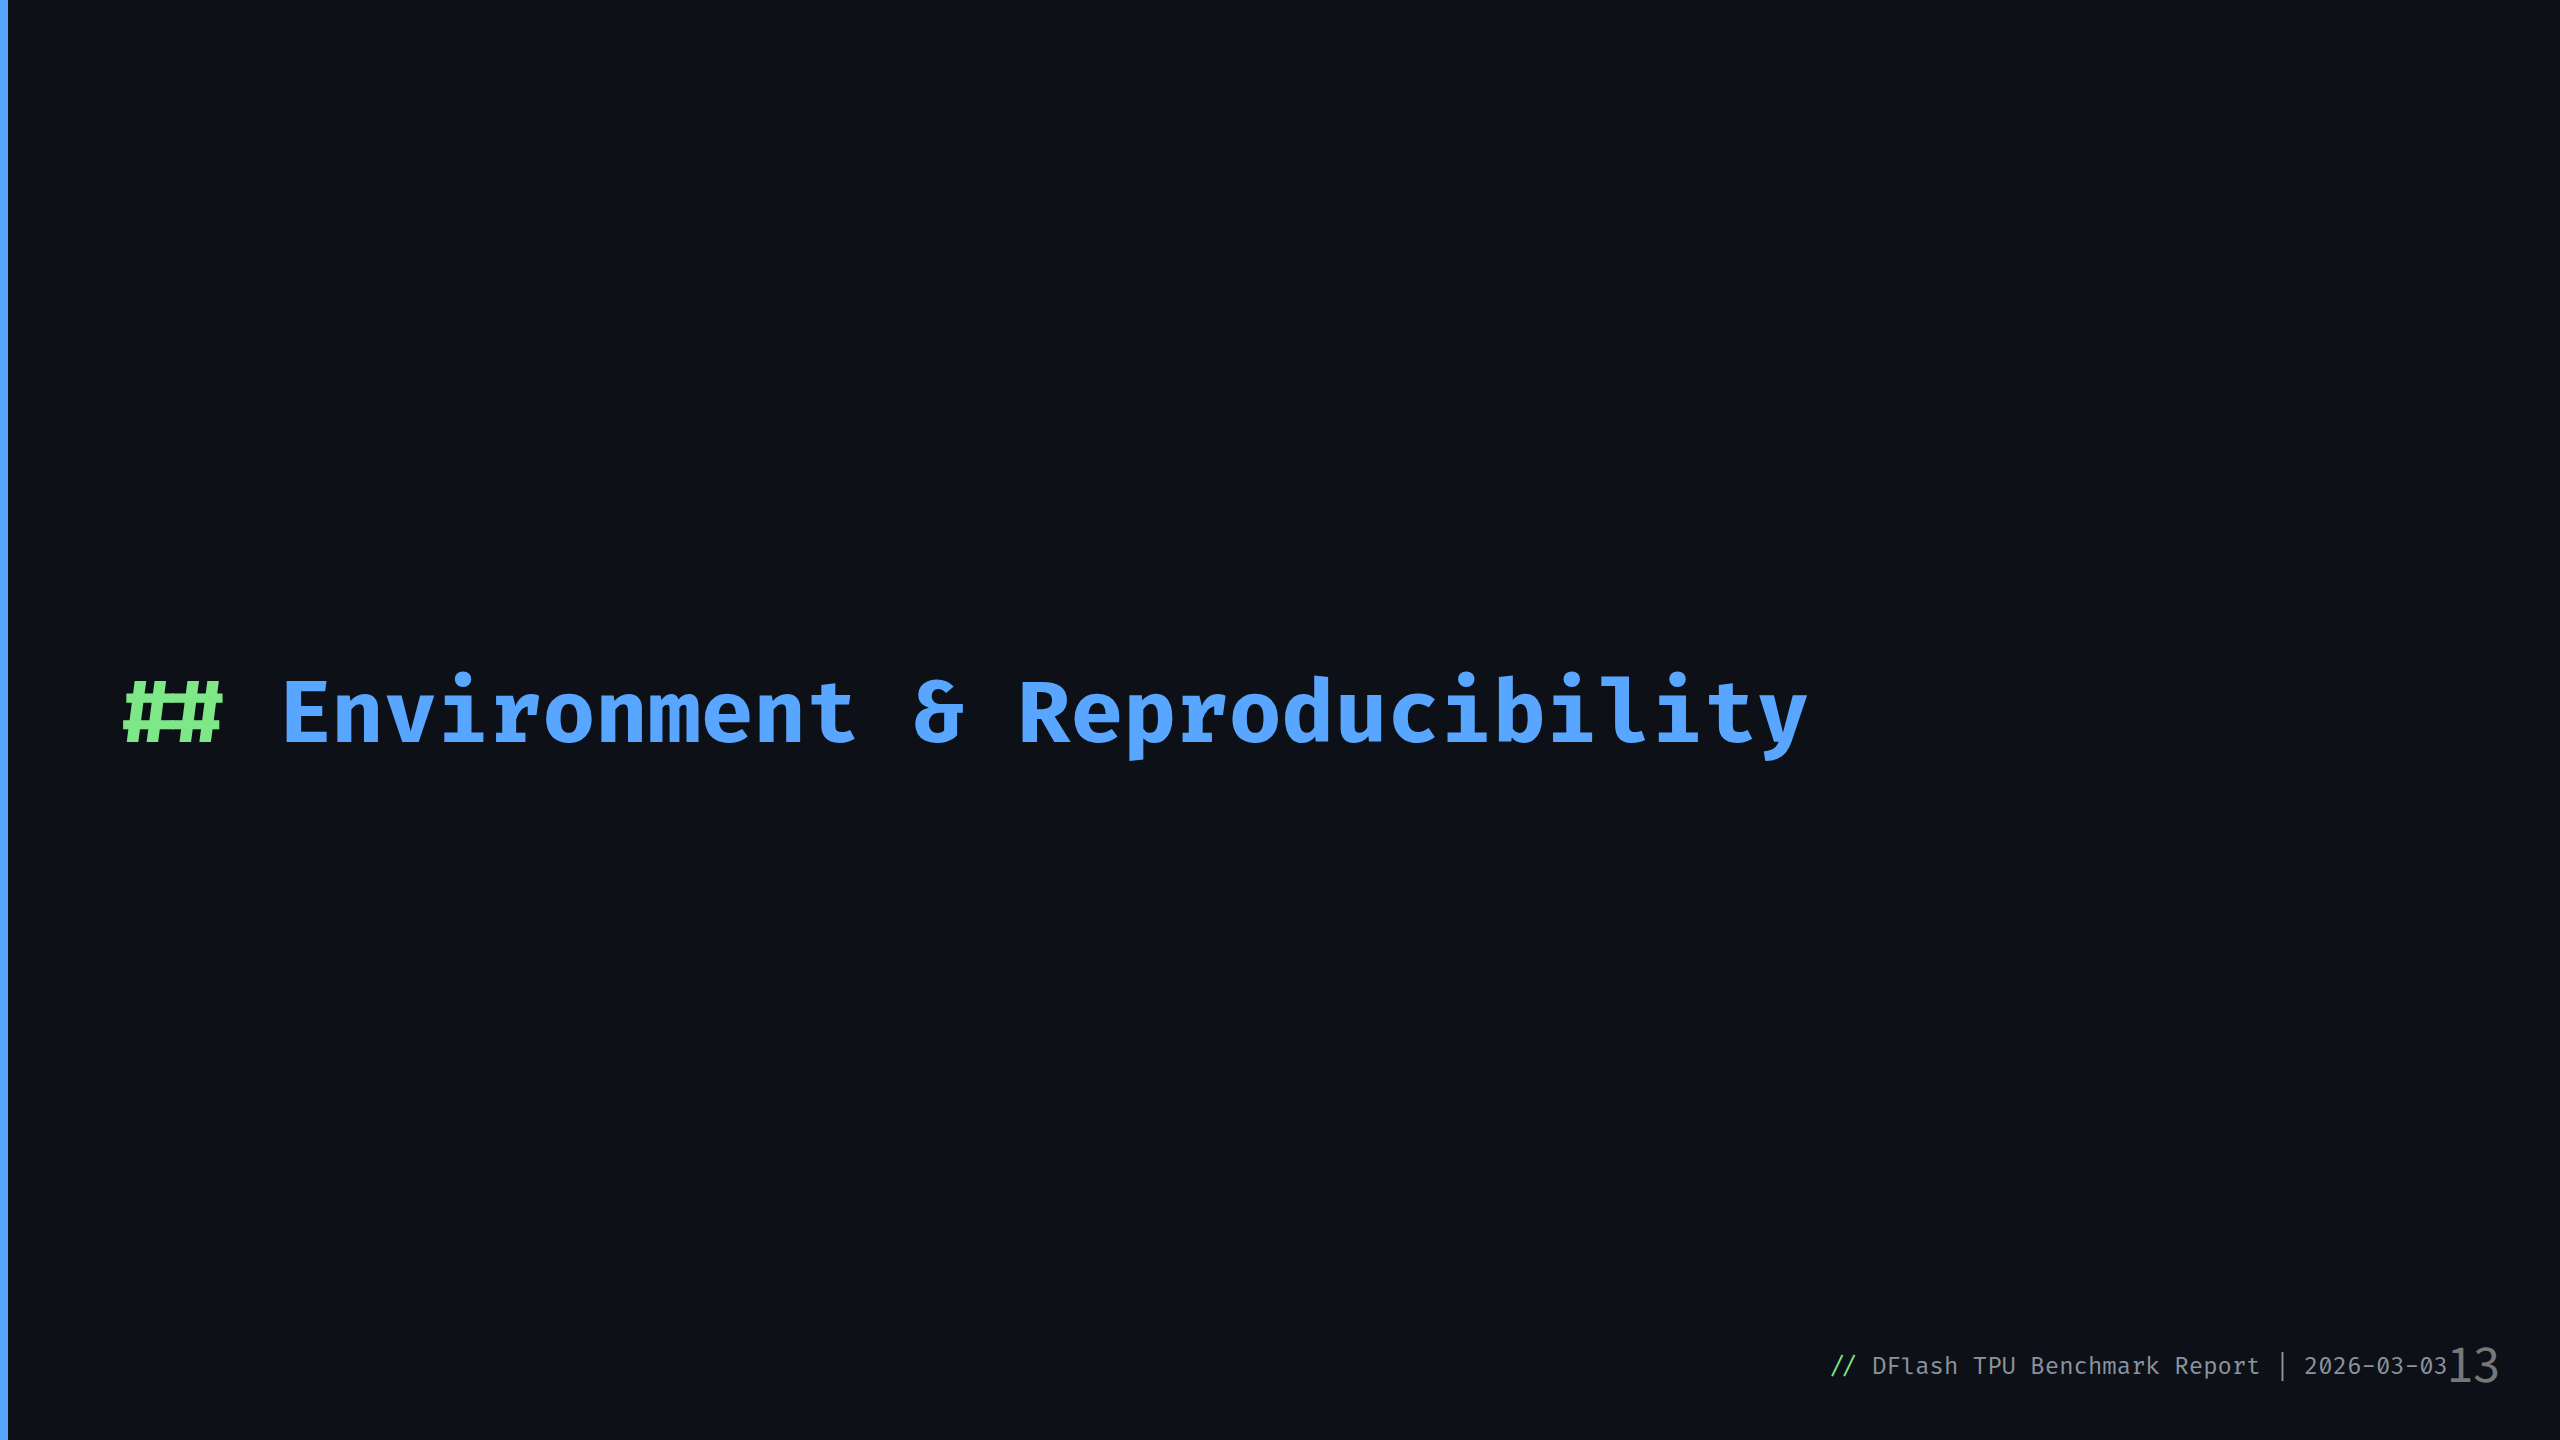 ## Environment & Reproducibility
// DFlash TPU Benchmark Report | 2026-03-03
13